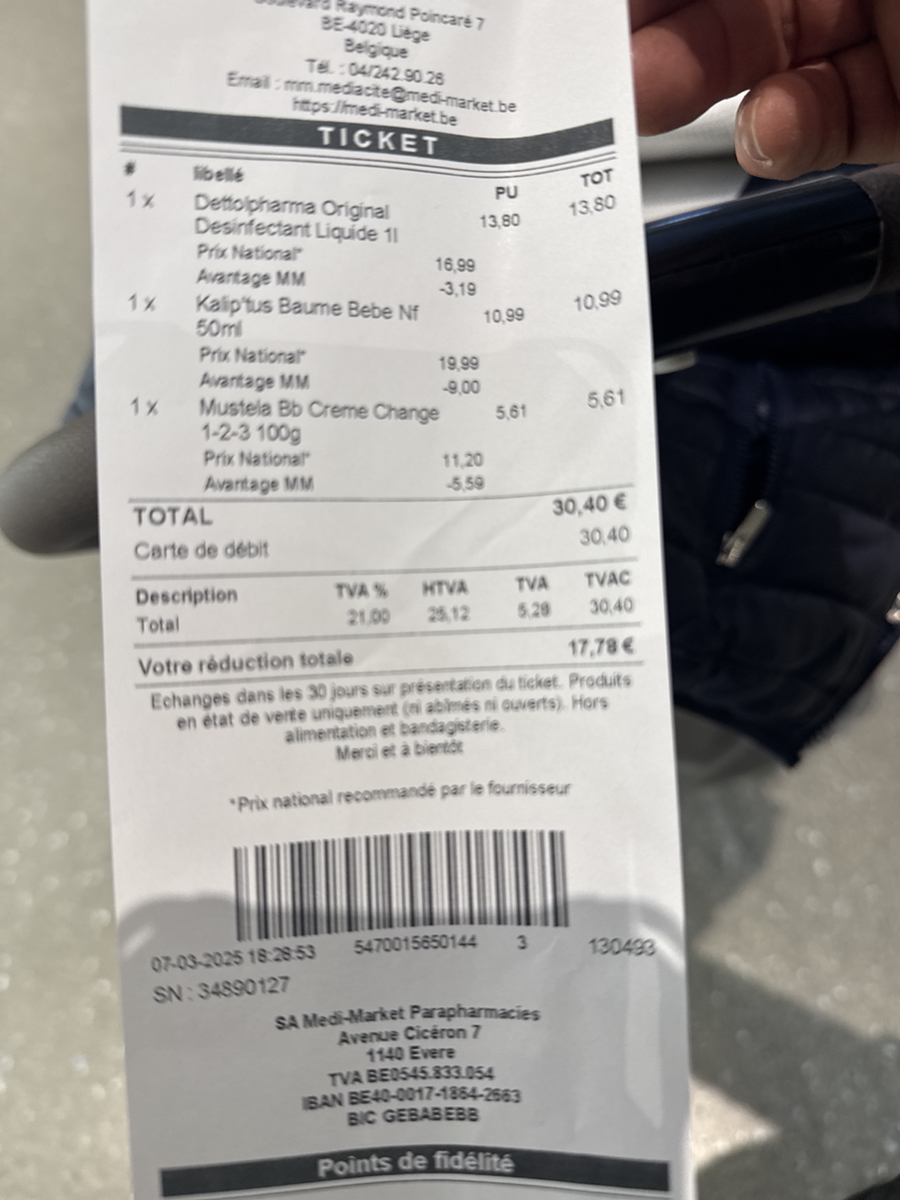 Boulevard Raymond Poincaré 7
BE-4020 Liège
Belgique
Tél. : 04/242.90.26
Email : mm.mediacite@medi-market.be
https://medi-market.be
TICKET
# libellé PU TOT
1 x Dettolpharma Original 13,80 13,80
Desinfectant Liquide 1l
Prix National* 16,99
Avantage MM -3,19
1 x Kalip'tus Baume Bebe Nf 10,99 10,99
50ml
Prix National* 19,99
Avantage MM -9,00
1 x Mustela Bb Creme Change 5,61 5,61
1-2-3 100g
Prix National* 11,20
Avantage MM -5,59
TOTAL 30,40 €
Carte de débit 30,40
Description TVA % HTVA TVA TVAC
Total 21,00 25,12 5,28 30,40
Votre réduction totale 17,78 €
Echanges dans les 30 jours sur présentation du ticket. Produits
en état de vente uniquement (ni abîmés ni ouverts). Hors
alimentation et bandagisterie.
Merci et à bientôt
*Prix national recommandé par le fournisseur
07-03-2025 18:28:53 5470015650144 3 130493
SN : 34890127
SA Medi-Market Parapharmacies
Avenue Cicéron 7
1140 Evere
TVA BE0545.833.054
IBAN BE40-0017-1864-2663
BIC GEBABEBB
Points de fidélité